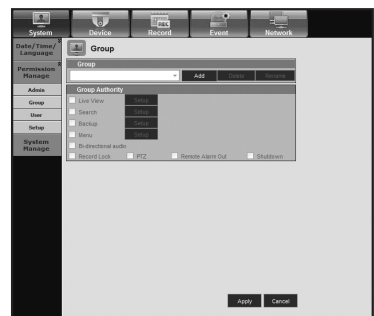 System Device Record Event Network
REC
Date/Time/
Language
Permission
Manage
Admin
Group
User
Setup
System
Manage
Group
Group
Add Delete Rename
Group Authority
Live View Setup
Search Setup
Backup Setup
Menu Setup
Bi-directional audio
Record Lock PTZ Remote Alarm Out Shutdown
Apply Cancel